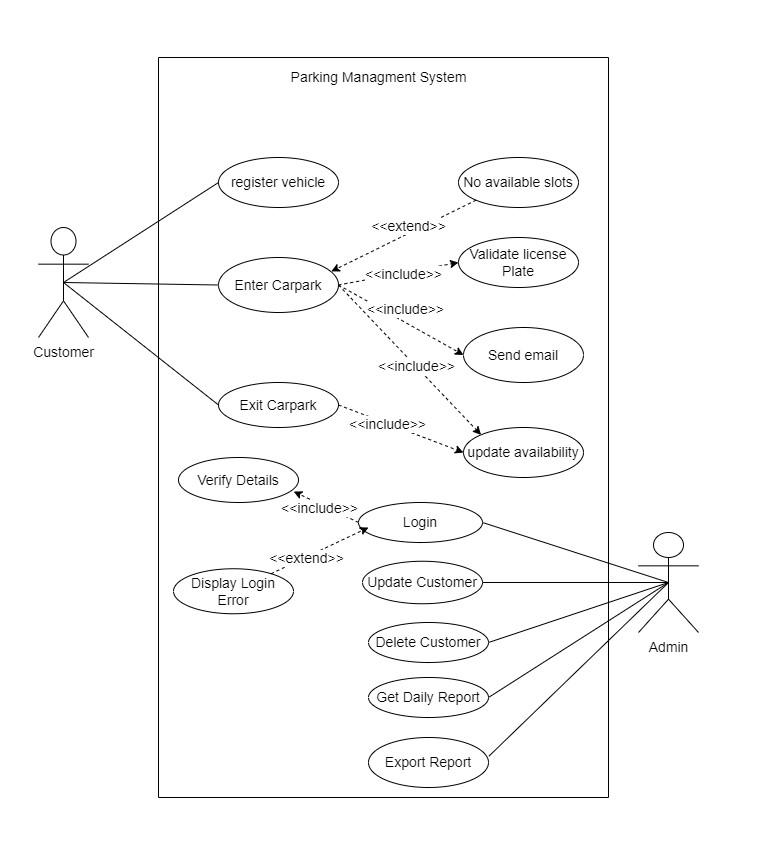 Parking Managment System
register vehicle
No available slots
<<extend>>
Validate license
Plate
<<include>>
Enter Carpark
<<include>>
Customer
Send email
<<include>>
Exit Carpark
<<include>>
update availability
Verify Details
<<include>>
Login
<<extend>>
Display Login
Error
Update Customer
Delete Customer
Admin
Get Daily Report
Export Report